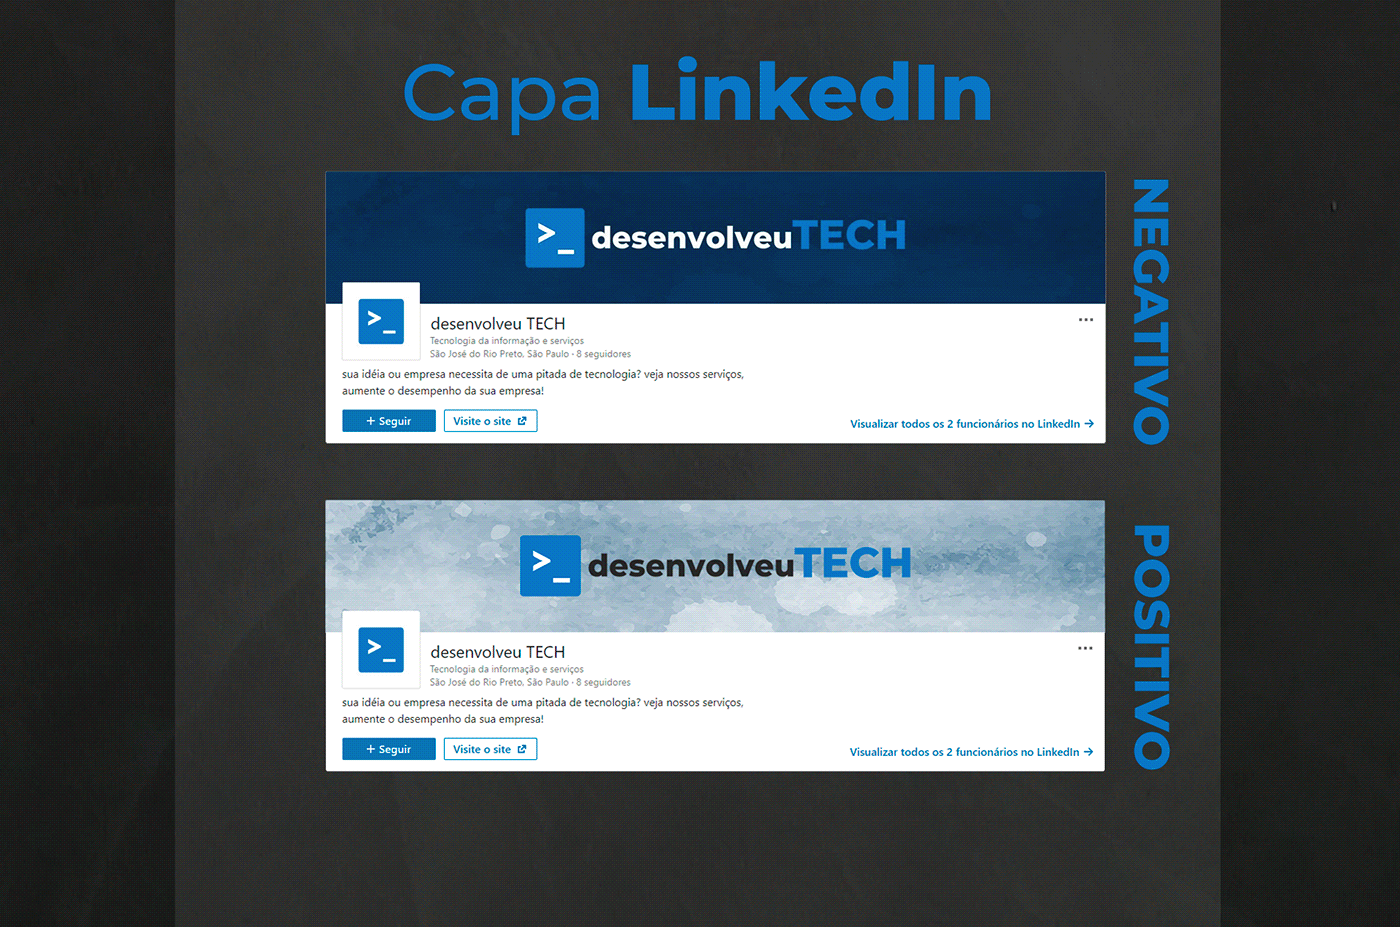 Capa LinkedIn
>_ desenvolveuTECH
>_
desenvolveu TECH
Tecnologia da informação e serviços
São José do Rio Preto, São Paulo · 8 seguidores
sua idéia ou empresa necessita de uma pitada de tecnologia? veja nossos serviços,
aumente o desempenho da sua empresa!
+ Seguir
Visite o site
Visualizar todos os 2 funcionários no LinkedIn →
NEGATIVO
>_ desenvolveuTECH
>_
desenvolveu TECH
Tecnologia da informação e serviços
São José do Rio Preto, São Paulo · 8 seguidores
sua idéia ou empresa necessita de uma pitada de tecnologia? veja nossos serviços,
aumente o desempenho da sua empresa!
+ Seguir
Visite o site
Visualizar todos os 2 funcionários no LinkedIn →
POSITIVO